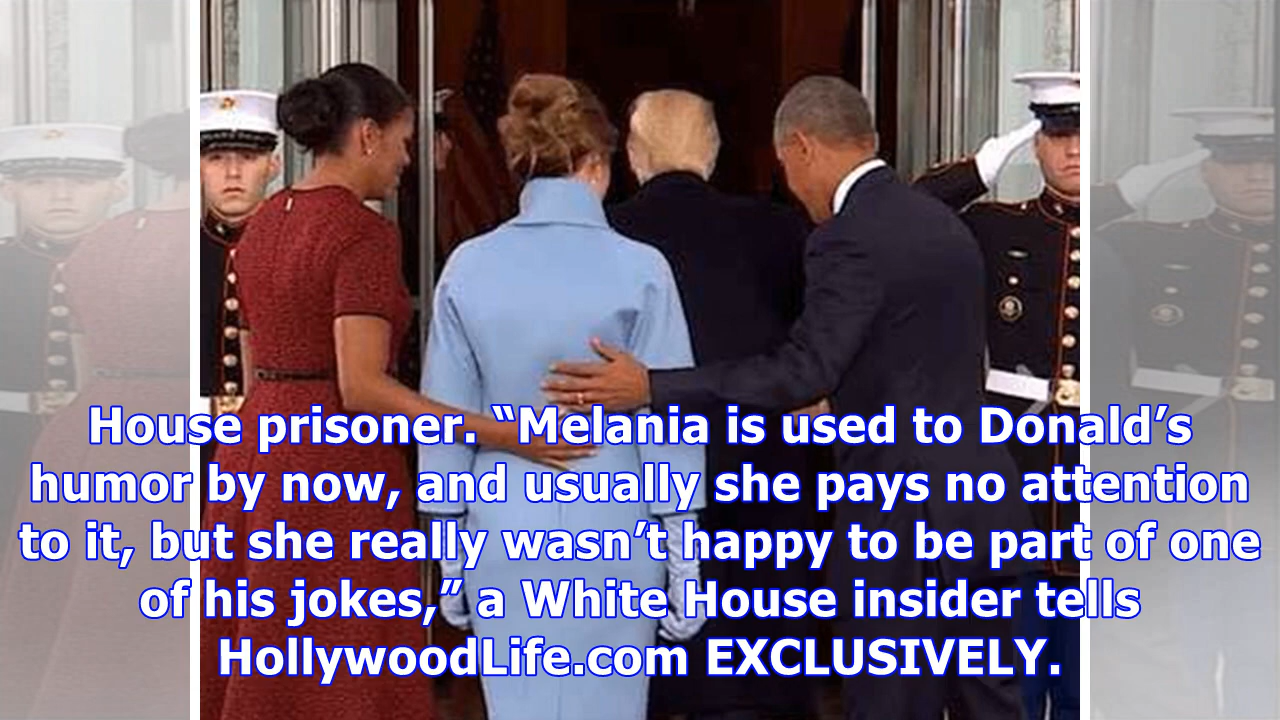 House prisoner. “Melania is used to Donald’s
humor by now, and usually she pays no attention
to it, but she really wasn’t happy to be part of one
of his jokes,” a White House insider tells
HollywoodLife.com EXCLUSIVELY.